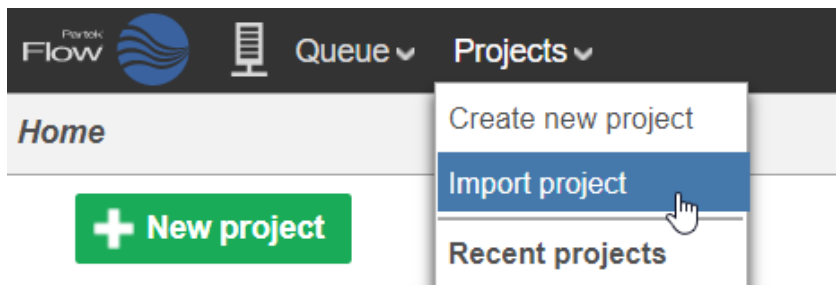 Partek
Flow
Queue
Projects
Create new project
Home
Import project
New project
Recent projects